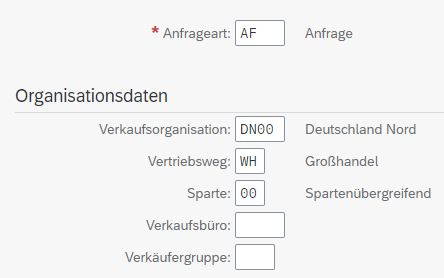 * Anfrageart: AF Anfrage
Organisationsdaten
Verkaufsorganisation: DN00 Deutschland Nord
Vertriebsweg: WH Großhandel
Sparte: 00 Spartenübergreifend
Verkaufsbüro:
Verkäufergruppe: